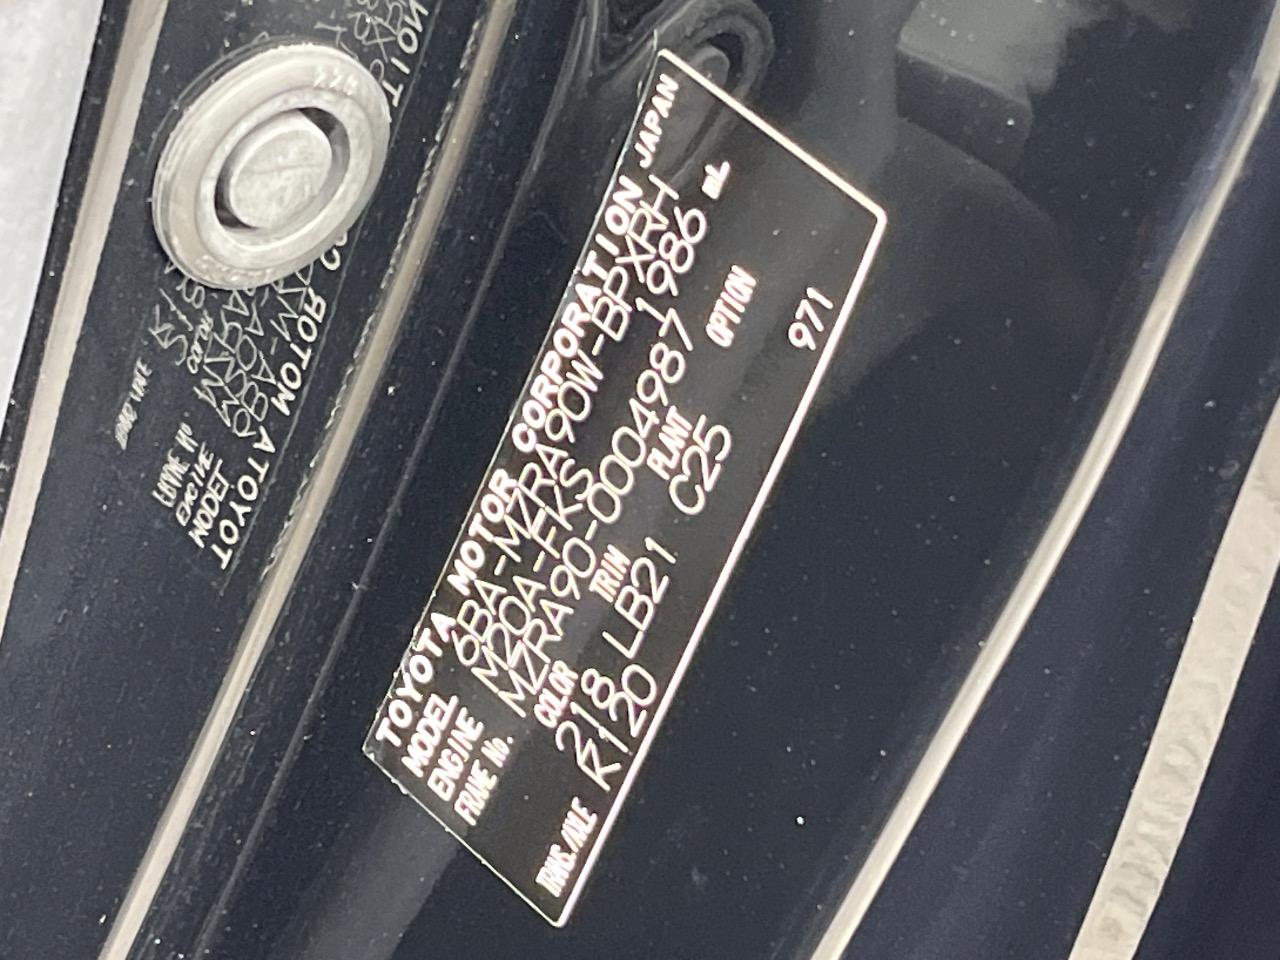 TOYOTA MOTOR CORPORATION JAPAN
MODEL 6BA-MZRA90W-BPXRH
ENGINE M20A-FKS 1986 mL
FRAME No. MZRA90-0004987
COLOR TRIM PLANT OPTION
218 LB21 C25
TRANS./AXLE K120 971